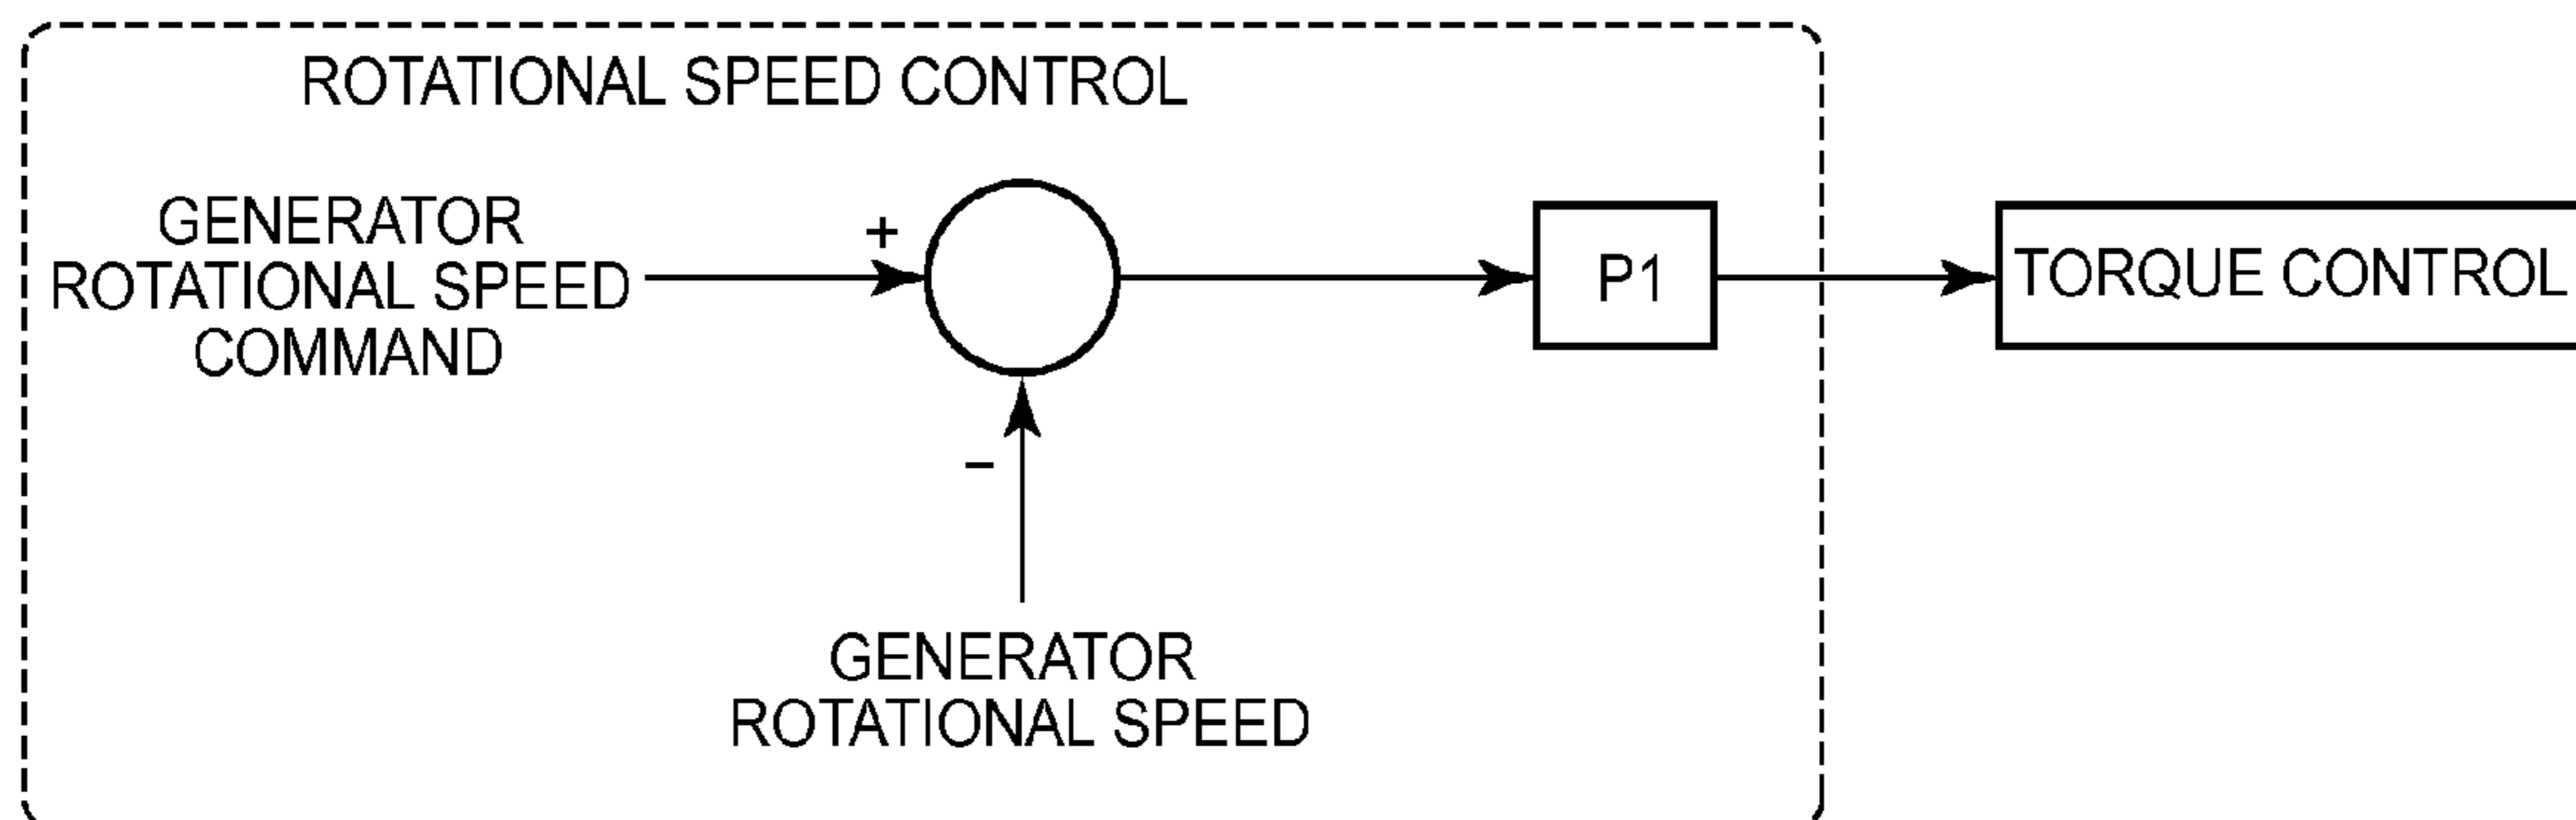 ROTATIONAL SPEED CONTROL
GENERATOR
ROTATIONAL SPEED
COMMAND
+
P1
TORQUE CONTROL
−
GENERATOR
ROTATIONAL SPEED